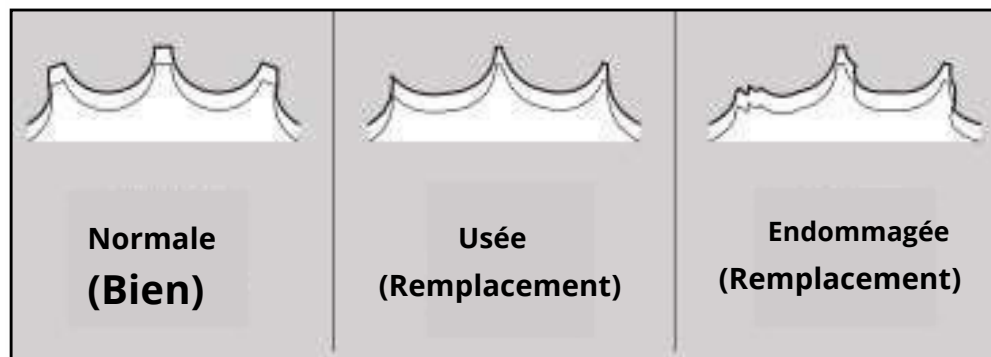 Normale
(Bien)
Usée
(Remplacement)
Endommagée
(Remplacement)